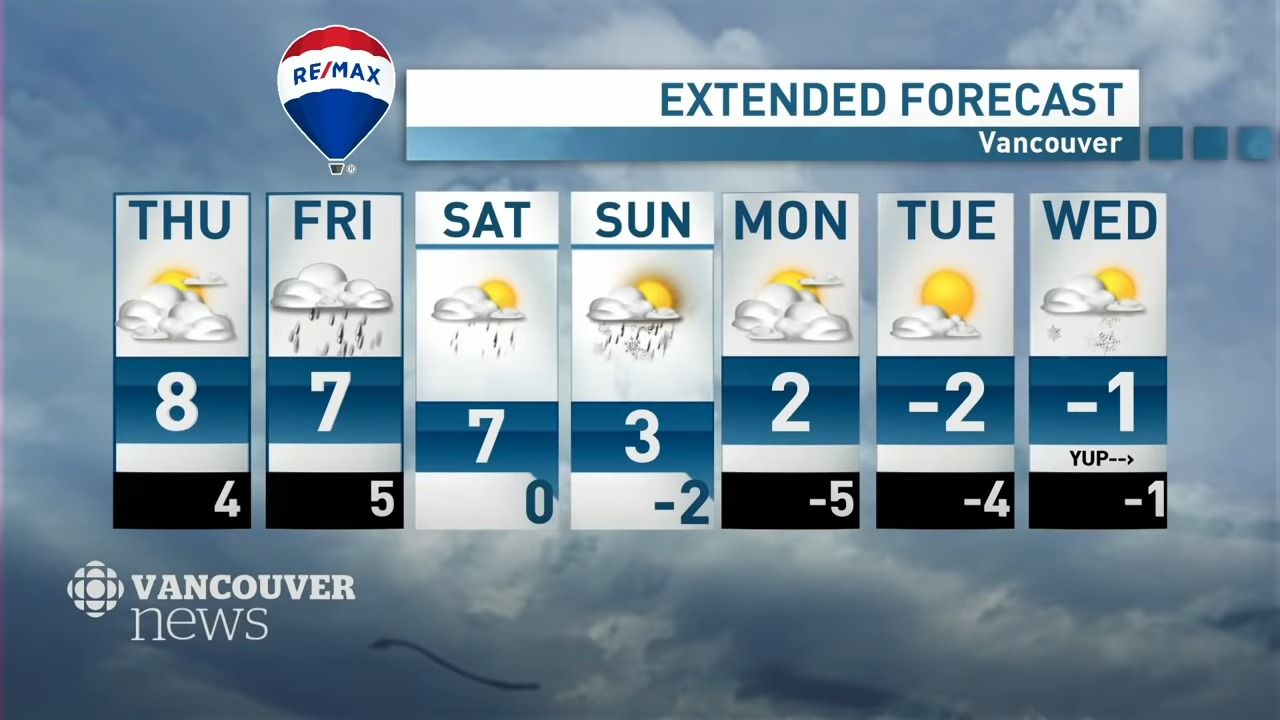 RE/MAX
®
EXTENDED FORECAST
Vancouver
THU FRI SAT SUN MON TUE WED
8 7 7 3 2 -2 -1
YUP-->
4 5 0 -2 -5 -4 -1
VANCOUVER
news